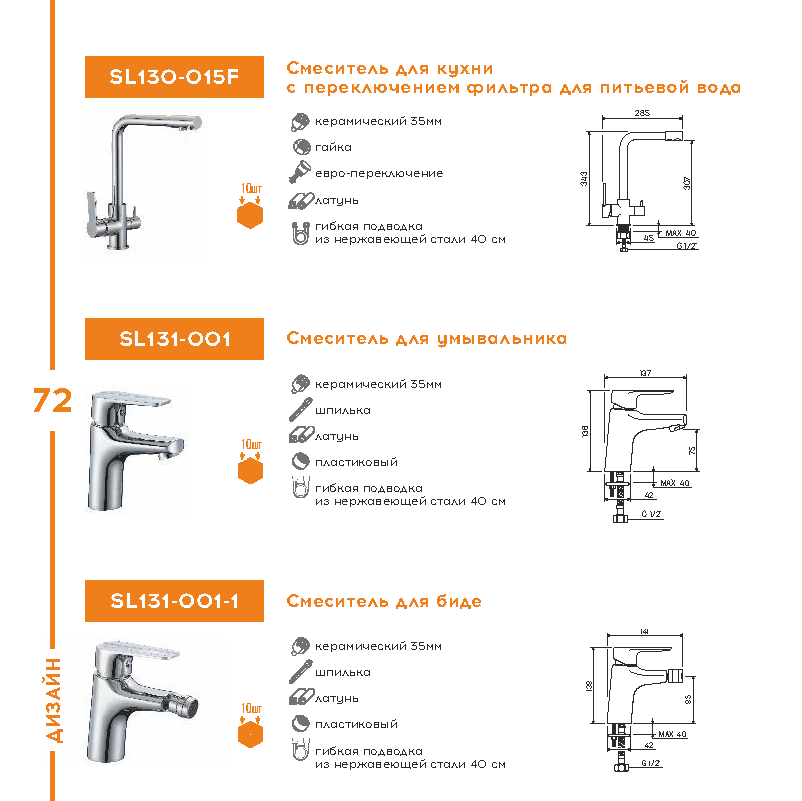 SL130-015F
Смеситель для кухни
с переключением фильтра для питьевой вода
керамический 35мм
гайка
евро-переключение
латунь
гибкая подводка
из нержавеющей стали 40 см
10шт
285
343
307
MAX 40
45
G1/2"
SL131-001
Смеситель для умывальника
керамический 35мм
шпилька
латунь
пластиковый
гибкая подводка
из нержавеющей стали 40 см
10шт
137
138
75
MAX 40
42
G 1/2'
72
SL131-001-1
Смеситель для биде
керамический 35мм
шпилька
латунь
пластиковый
гибкая подводка
из нержавеющей стали 40 см
10шт
141
139
85
MAX 40
42
G1/2'
ДИЗАЙН